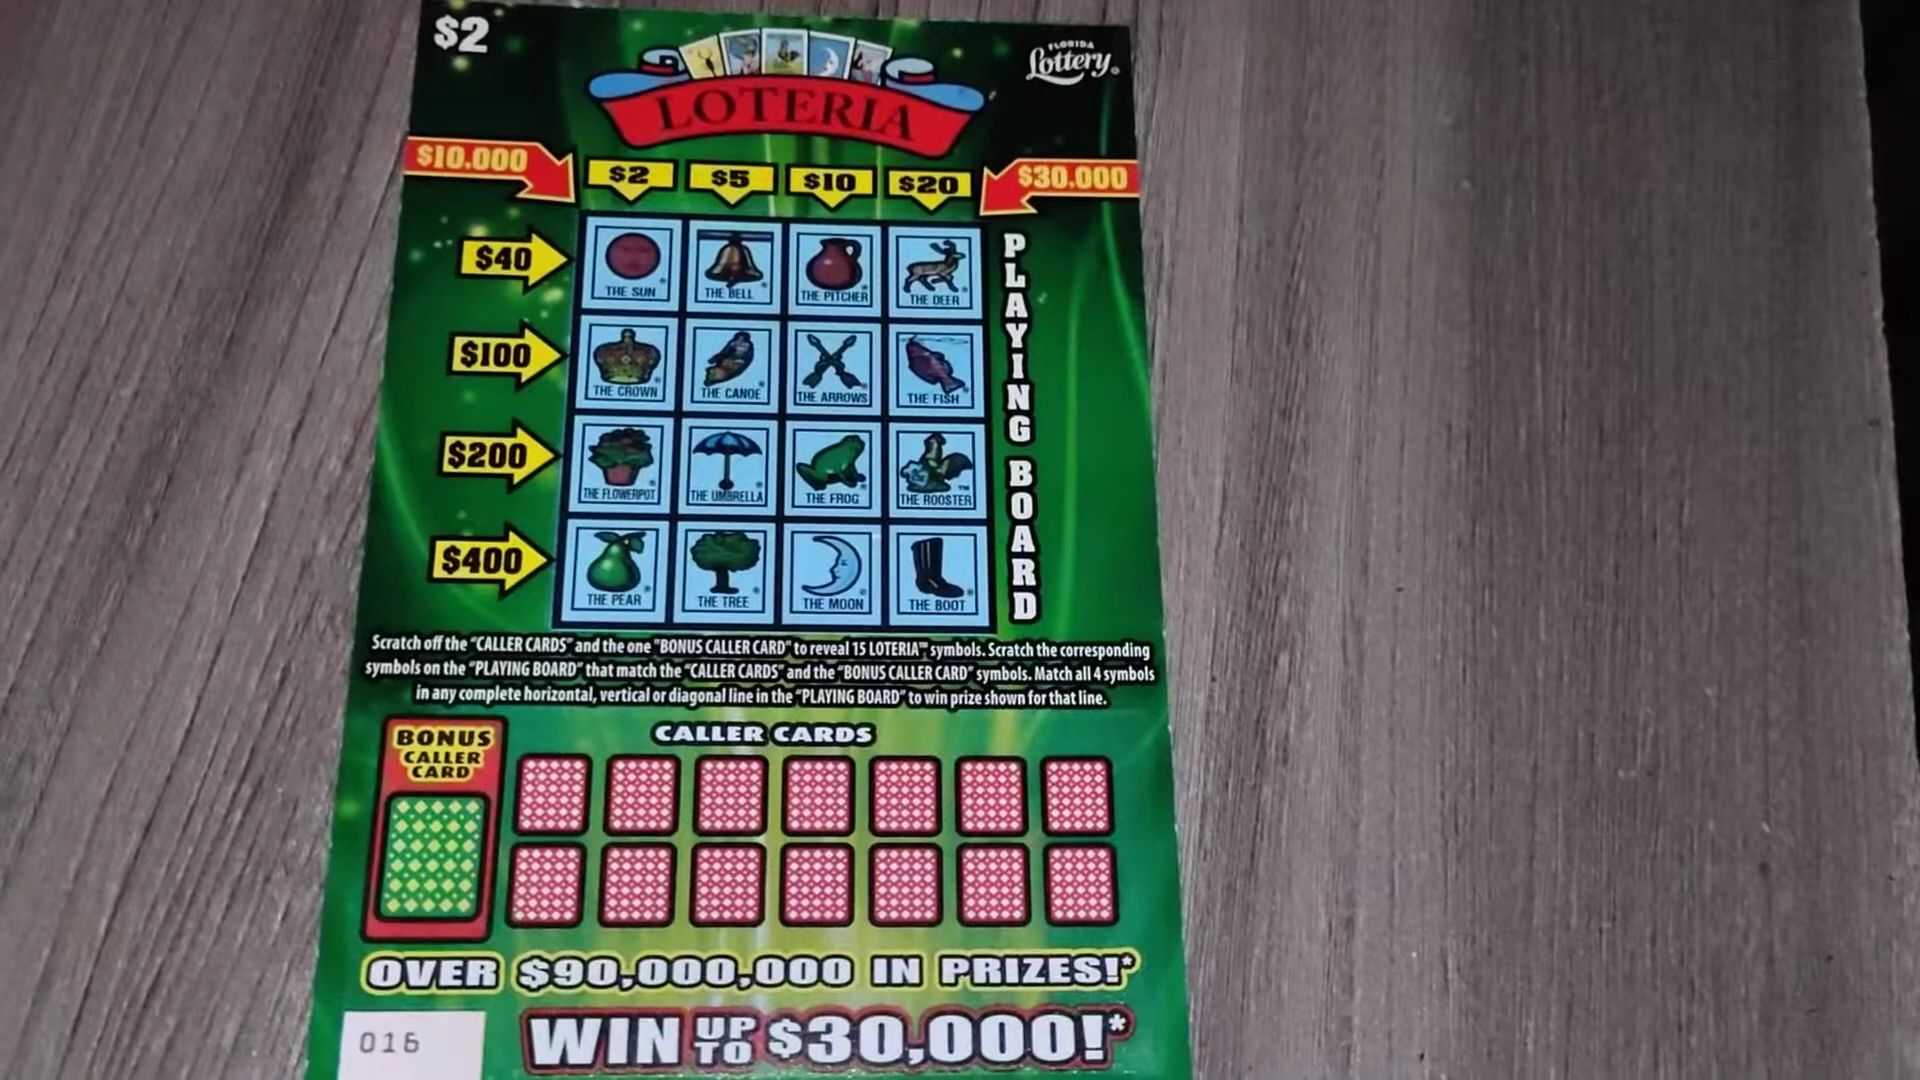 $2
FLORIDA
Lottery
LOTERIA
$10.000
$2 $5 $10 $20
$30.000
$40
THE SUN THE BELL THE PITCHER THE DEER
$100
THE CROWN THE CANOE THE ARROWS THE FISH
$200
THE FLOWERPOT THE UMBRELLA THE FROG THE ROOSTER
$400
THE PEAR THE TREE THE MOON THE BOOT
PLAYING BOARD
Scratch off the "CALLER CARDS" and the one "BONUS CALLER CARD" to reveal 15 LOTERIA™ symbols. Scratch the corresponding
symbols on the "PLAYING BOARD" that match the "CALLER CARDS" and the "BONUS CALLER CARD" symbols. Match all 4 symbols
in any complete horizontal, vertical or diagonal line in the "PLAYING BOARD" to win prize shown for that line.
BONUS
CALLER
CARD
CALLER CARDS
OVER $90,000,000 IN PRIZES!*
016
WIN UP TO $30,000!*